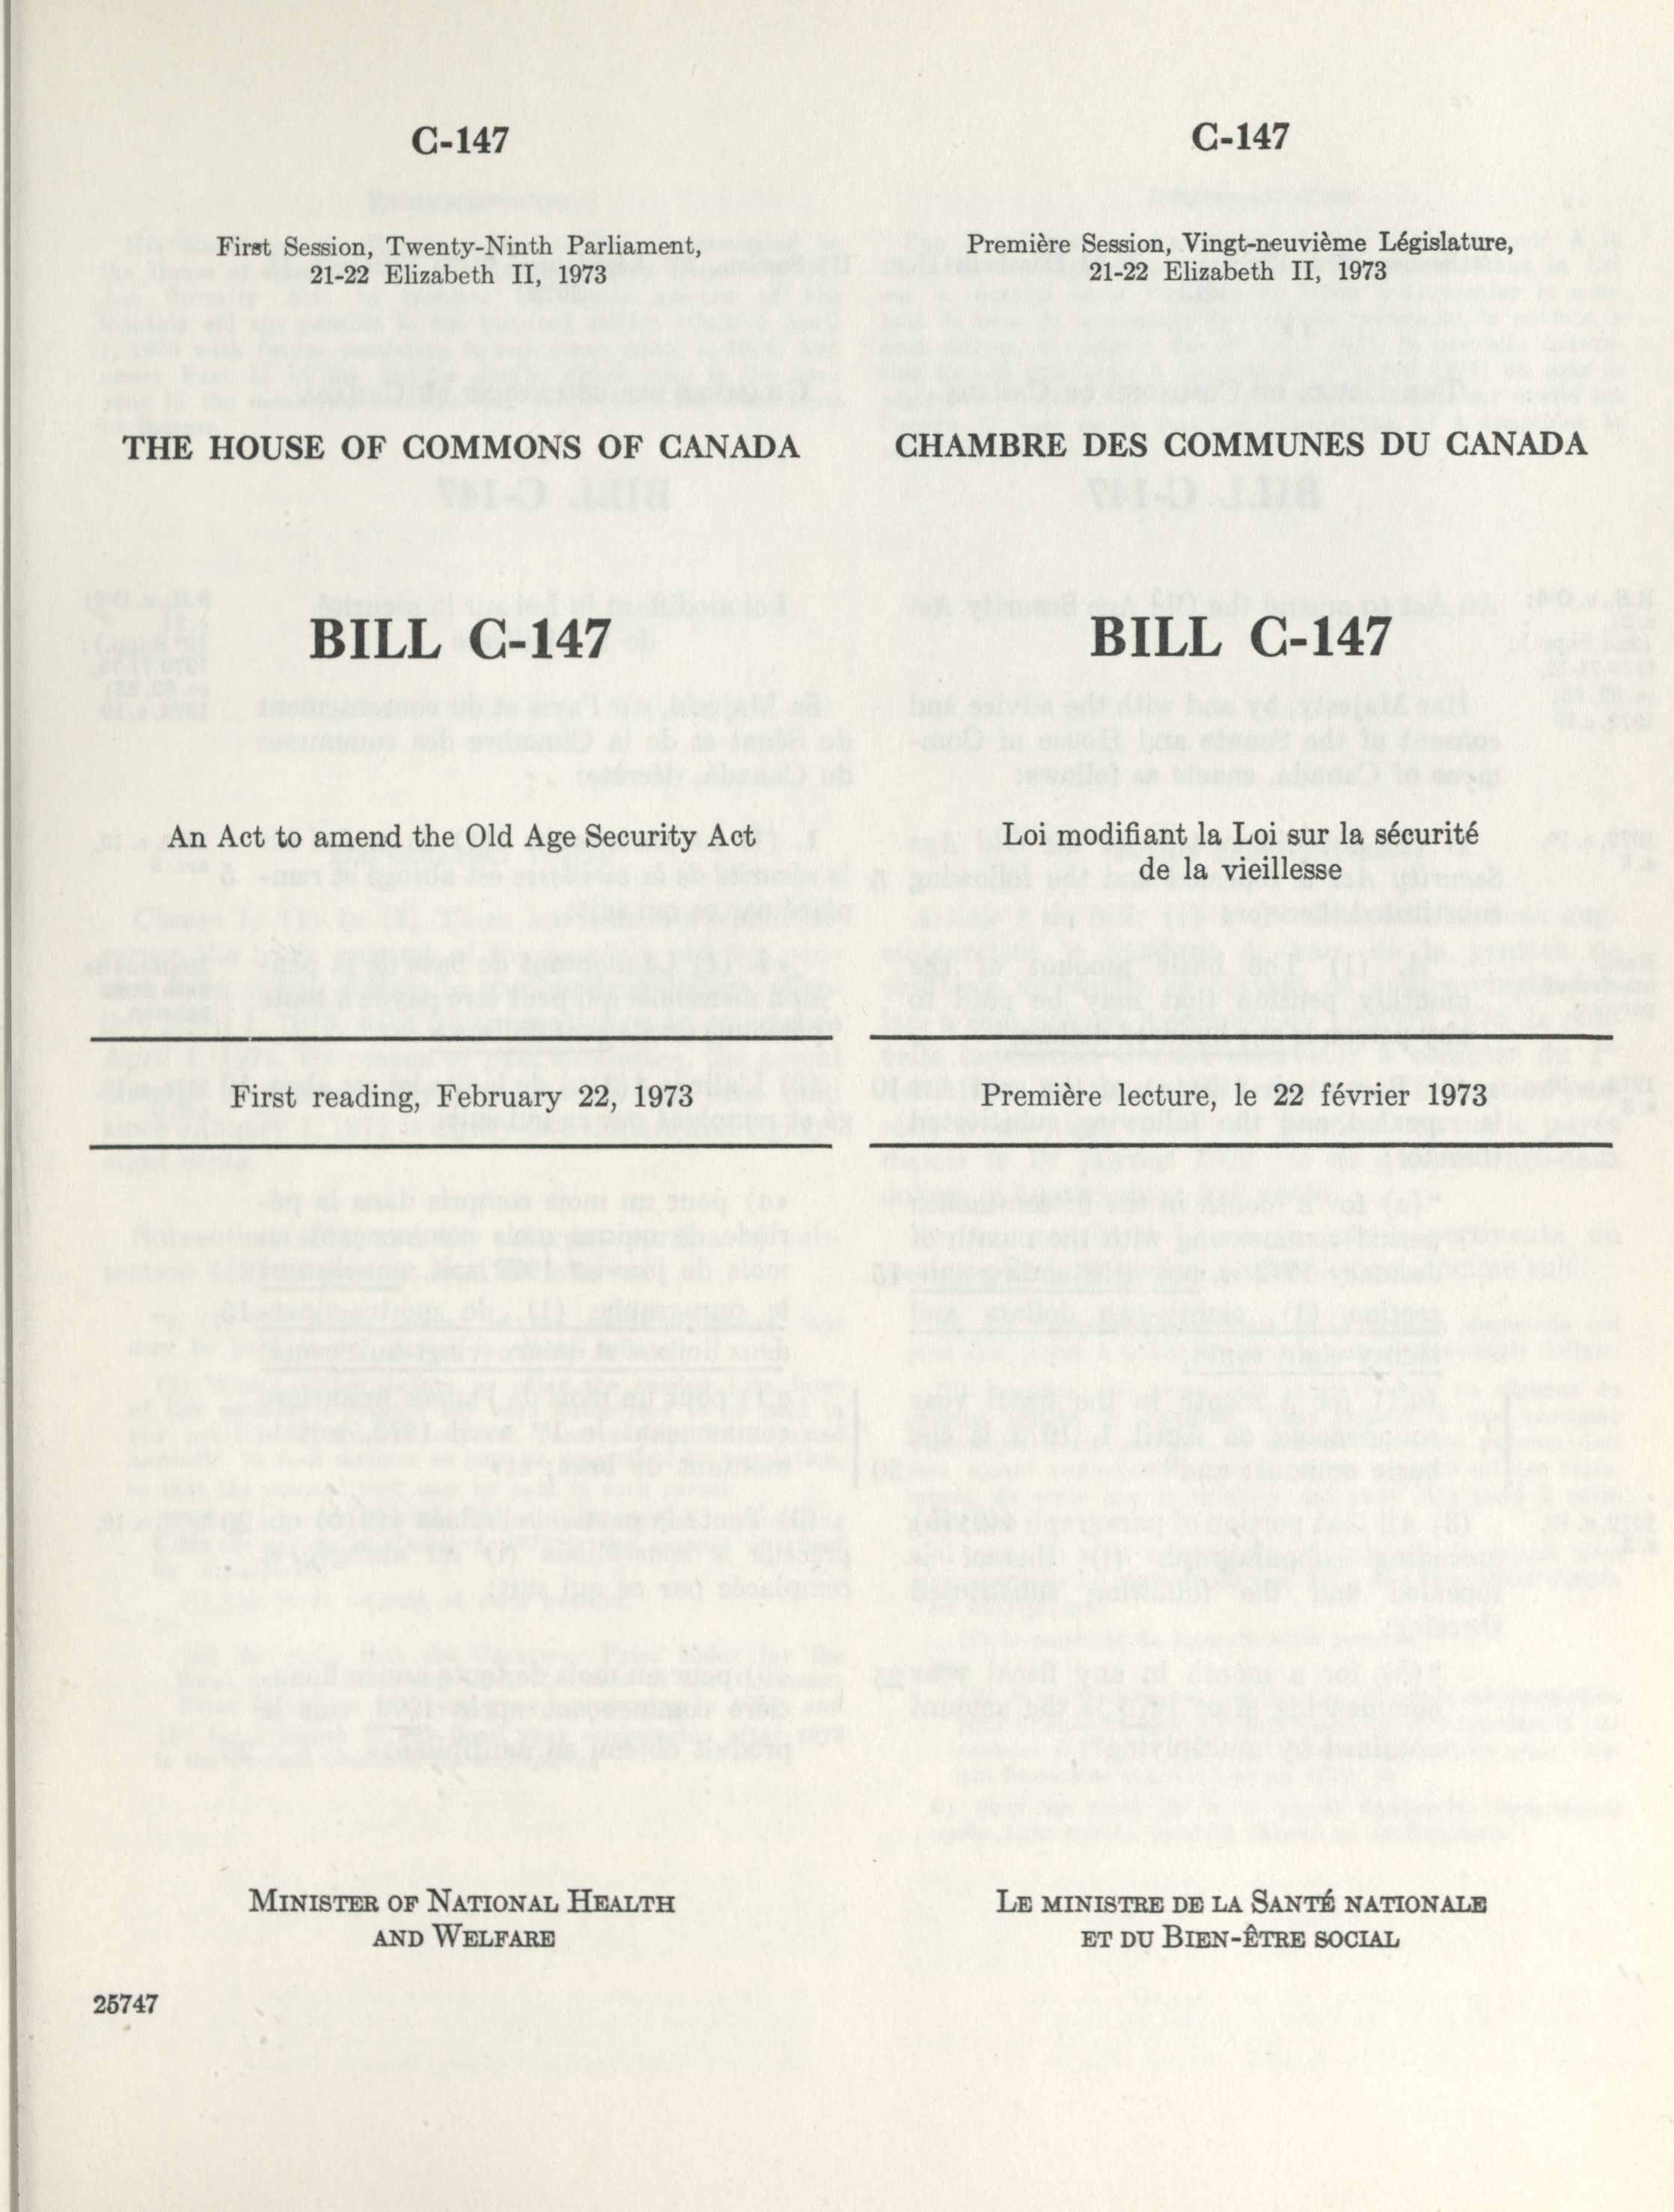 C-147
First Session, Twenty-Ninth Parliament,
21-22 Elizabeth II, 1973
THE HOUSE OF COMMONS OF CANADA
BILL C-147
An Act to amend the Old Age Security Act
First reading, February 22, 1973
MINISTER OF NATIONAL HEALTH
AND WELFARE
25747
C-147
Première Session, Vingt-neuvième Législature,
21-22 Elizabeth II, 1973
CHAMBRE DES COMMUNES DU CANADA
BILL C-147
Loi modifiant la Loi sur la sécurité
de la vieillesse
Première lecture, le 22 février 1973
LE MINISTRE DE LA SANTÉ NATIONALE
ET DU BIEN-ÊTRE SOCIAL